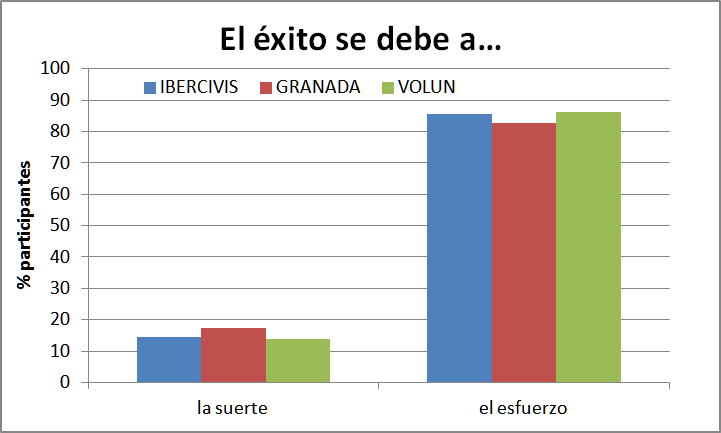 El éxito se debe a...
IBERCIVIS GRANADA VOLUN
% participantes
100
90
80
70
60
50
40
30
20
10
0
la suerte el esfuerzo